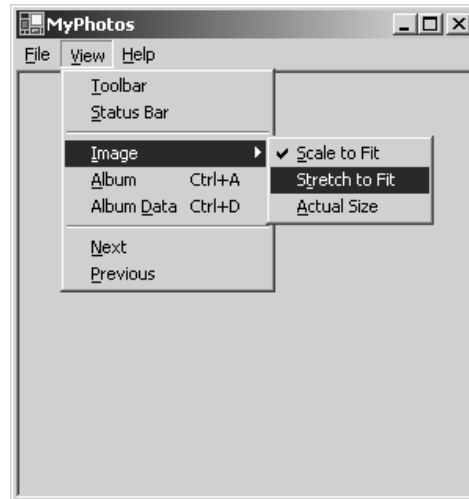 MyPhotos
File View Help
Toolbar
Status Bar
Image
Album Ctrl+A
Album Data Ctrl+D
Next
Previous
Scale to Fit
Stretch to Fit
Actual Size